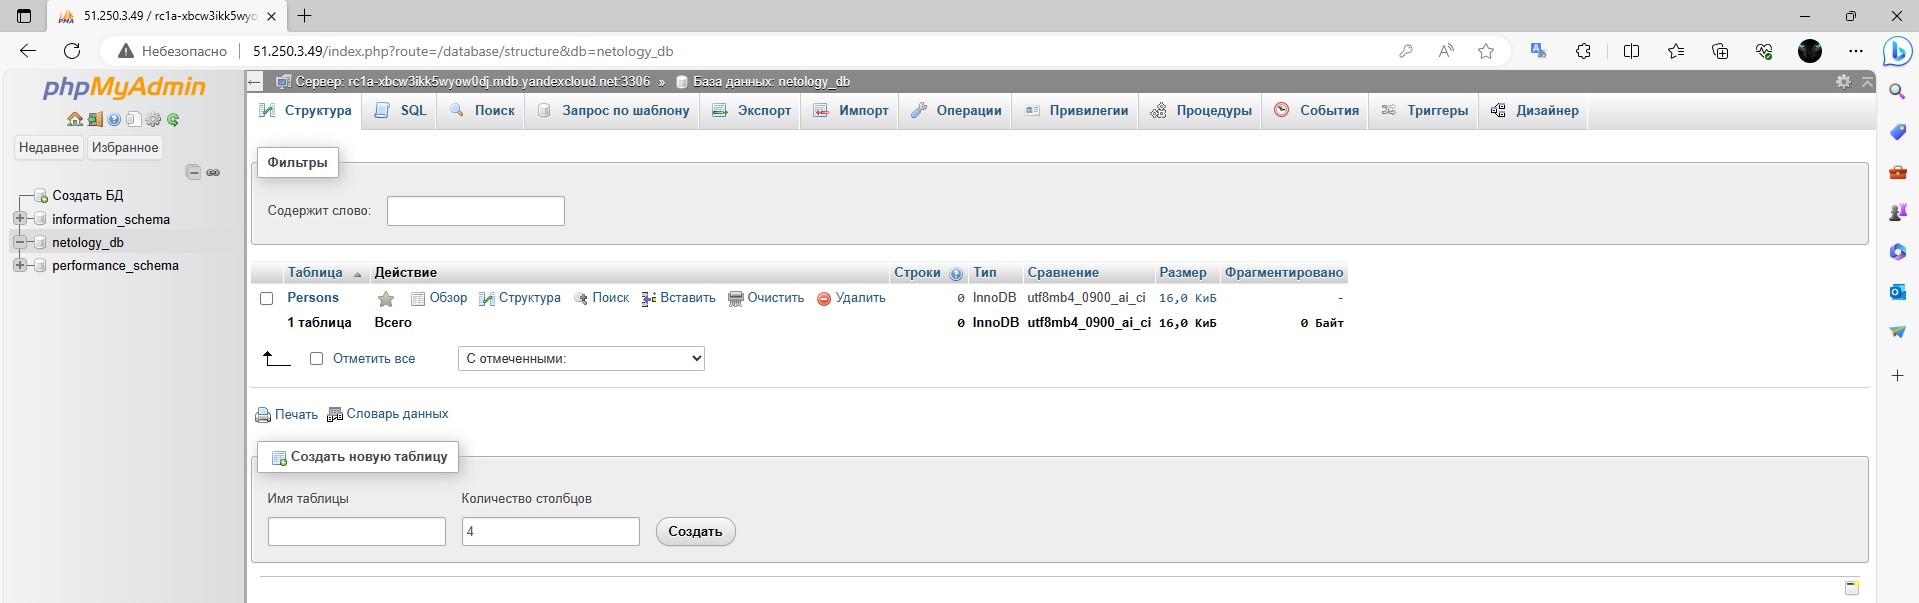 51.250.3.49 / rc1a-xbcw3ikk5wyo
Небезопасно 51.250.3.49/index.php?route=/database/structure&db=netology_db
phpMyAdmin
Недавнее Избранное
Создать БД
information_schema
netology_db
performance_schema
Сервер: rc1a-xbcw3ikk5wyow0dj.mdb.yandexcloud.net:3306 » База данных: netology_db
Структура SQL Поиск Запрос по шаблону Экспорт Импорт Операции Привилегии Процедуры События Триггеры Дизайнер
Фильтры
Содержит слово:
Таблица Действие Строки Тип Сравнение Размер Фрагментировано
Persons Обзор Структура Поиск Вставить Очистить Удалить 0 InnoDB utf8mb4_0900_ai_ci 16,0 КиБ -
1 таблица Всего 0 InnoDB utf8mb4_0900_ai_ci 16,0 КиБ 0 Байт
Отметить все С отмеченными:
Печать Словарь данных
Создать новую таблицу
Имя таблицы Количество столбцов
4 Создать